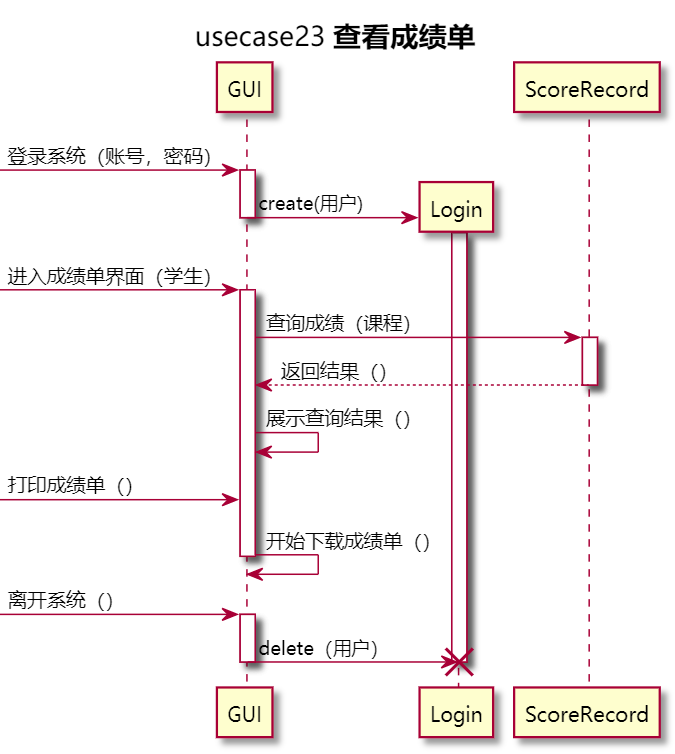 usecase23 查看成绩单
GUI
ScoreRecord
登录系统（账号，密码）
create(用户)
Login
进入成绩单界面（学生）
查询成绩（课程）
返回结果（）
展示查询结果（）
打印成绩单（）
开始下载成绩单（）
离开系统（）
delete（用户）
GUI
Login
ScoreRecord